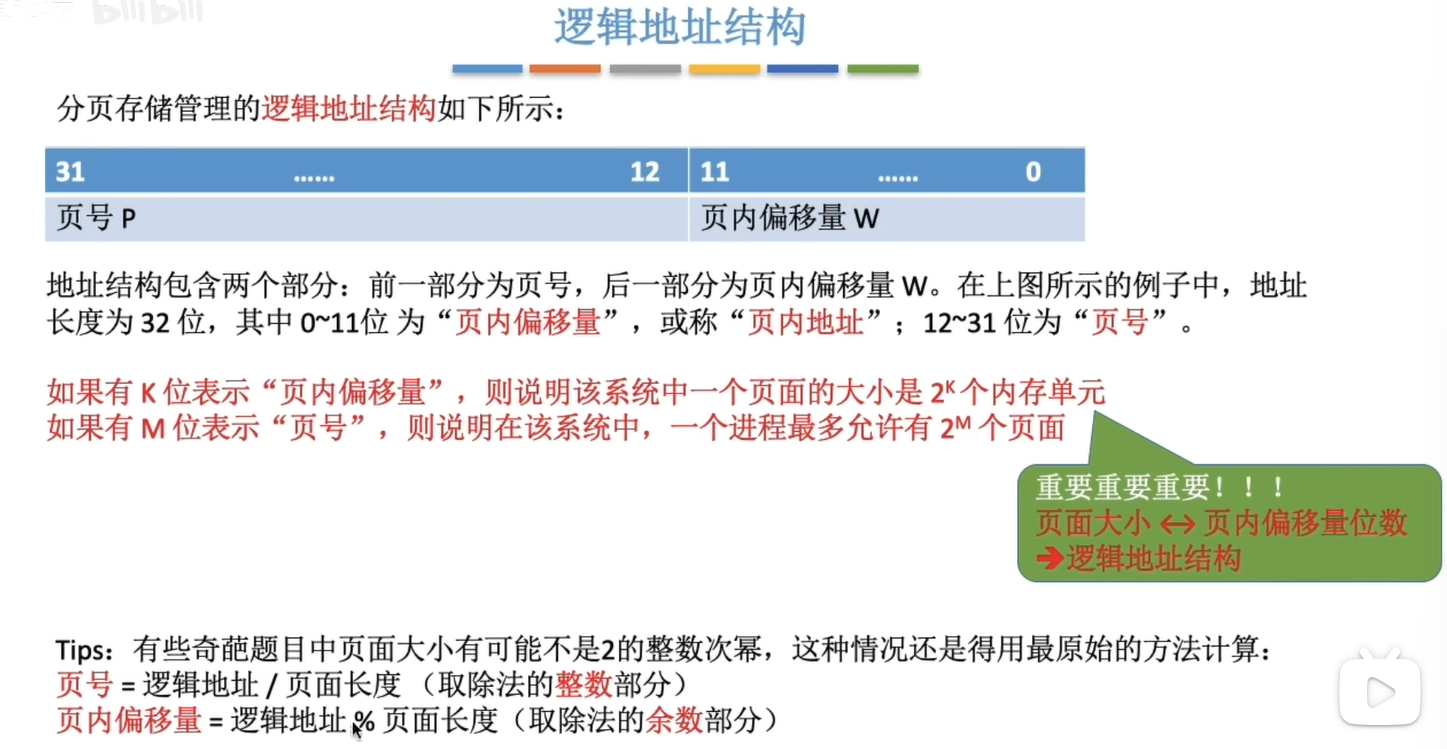 bilibili
逻辑地址结构
分页存储管理的逻辑地址结构如下所示：
31 …… 12 11 …… 0
页号 P 页内偏移量 W
地址结构包含两个部分：前一部分为页号，后一部分为页内偏移量 W。在上图所示的例子中，地址
长度为 32 位，其中 0~11位 为“页内偏移量”，或称“页内地址”；12~31 位为“页号”。
如果有 K 位表示“页内偏移量”，则说明该系统中一个页面的大小是 2ᴷ 个内存单元
如果有 M 位表示“页号”，则说明在该系统中，一个进程最多允许有 2ᴹ 个页面
重要重要重要！！！
页面大小 ↔ 页内偏移量位数
➔逻辑地址结构
Tips：有些奇葩题目中页面大小有可能不是2的整数次幂，这种情况还是得用最原始的方法计算：
页号 = 逻辑地址 / 页面长度 （取除法的整数部分）
页内偏移量 = 逻辑地址 % 页面长度（取除法的余数部分）